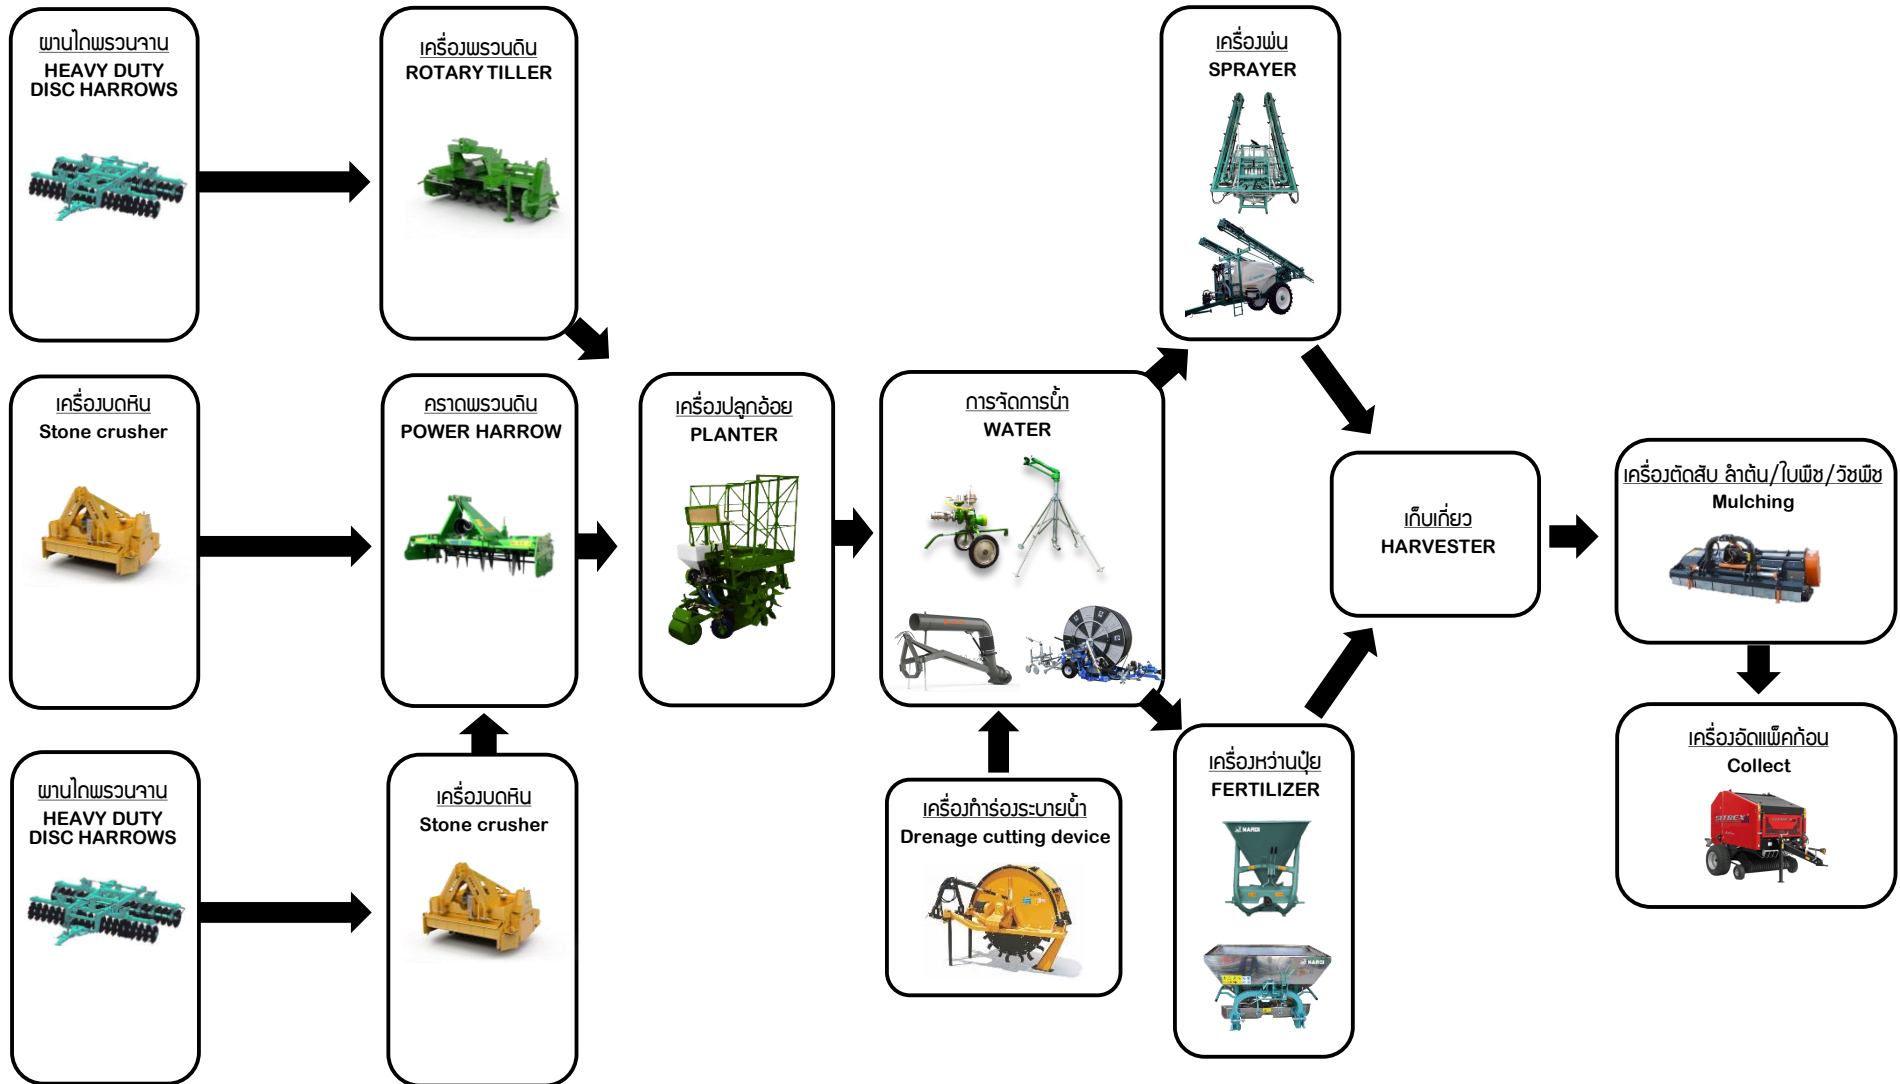 ผานไถพรวนจาน
HEAVY DUTY
DISC HARROWS
เครื่องพรวนดิน
ROTARY TILLER
เครื่องพ่น
SPRAYER
เครื่องบดหิน
Stone crusher
คราดพรวนดิน
POWER HARROW
เครื่องปลูกอ้อย
PLANTER
การจัดการน้ำ
WATER
เก็บเกี่ยว
HARVESTER
เครื่องตัดสับ ลำต้น/ใบพืช/วัชพืช
Mulching
ผานไถพรวนจาน
HEAVY DUTY
DISC HARROWS
เครื่องบดหิน
Stone crusher
เครื่องทำร่องระบายน้ำ
Drenage cutting device
เครื่องหว่านปุ๋ย
FERTILIZER
NARDI
NARDI
เครื่องอัดแพ็คก้อน
Collect
SITREX